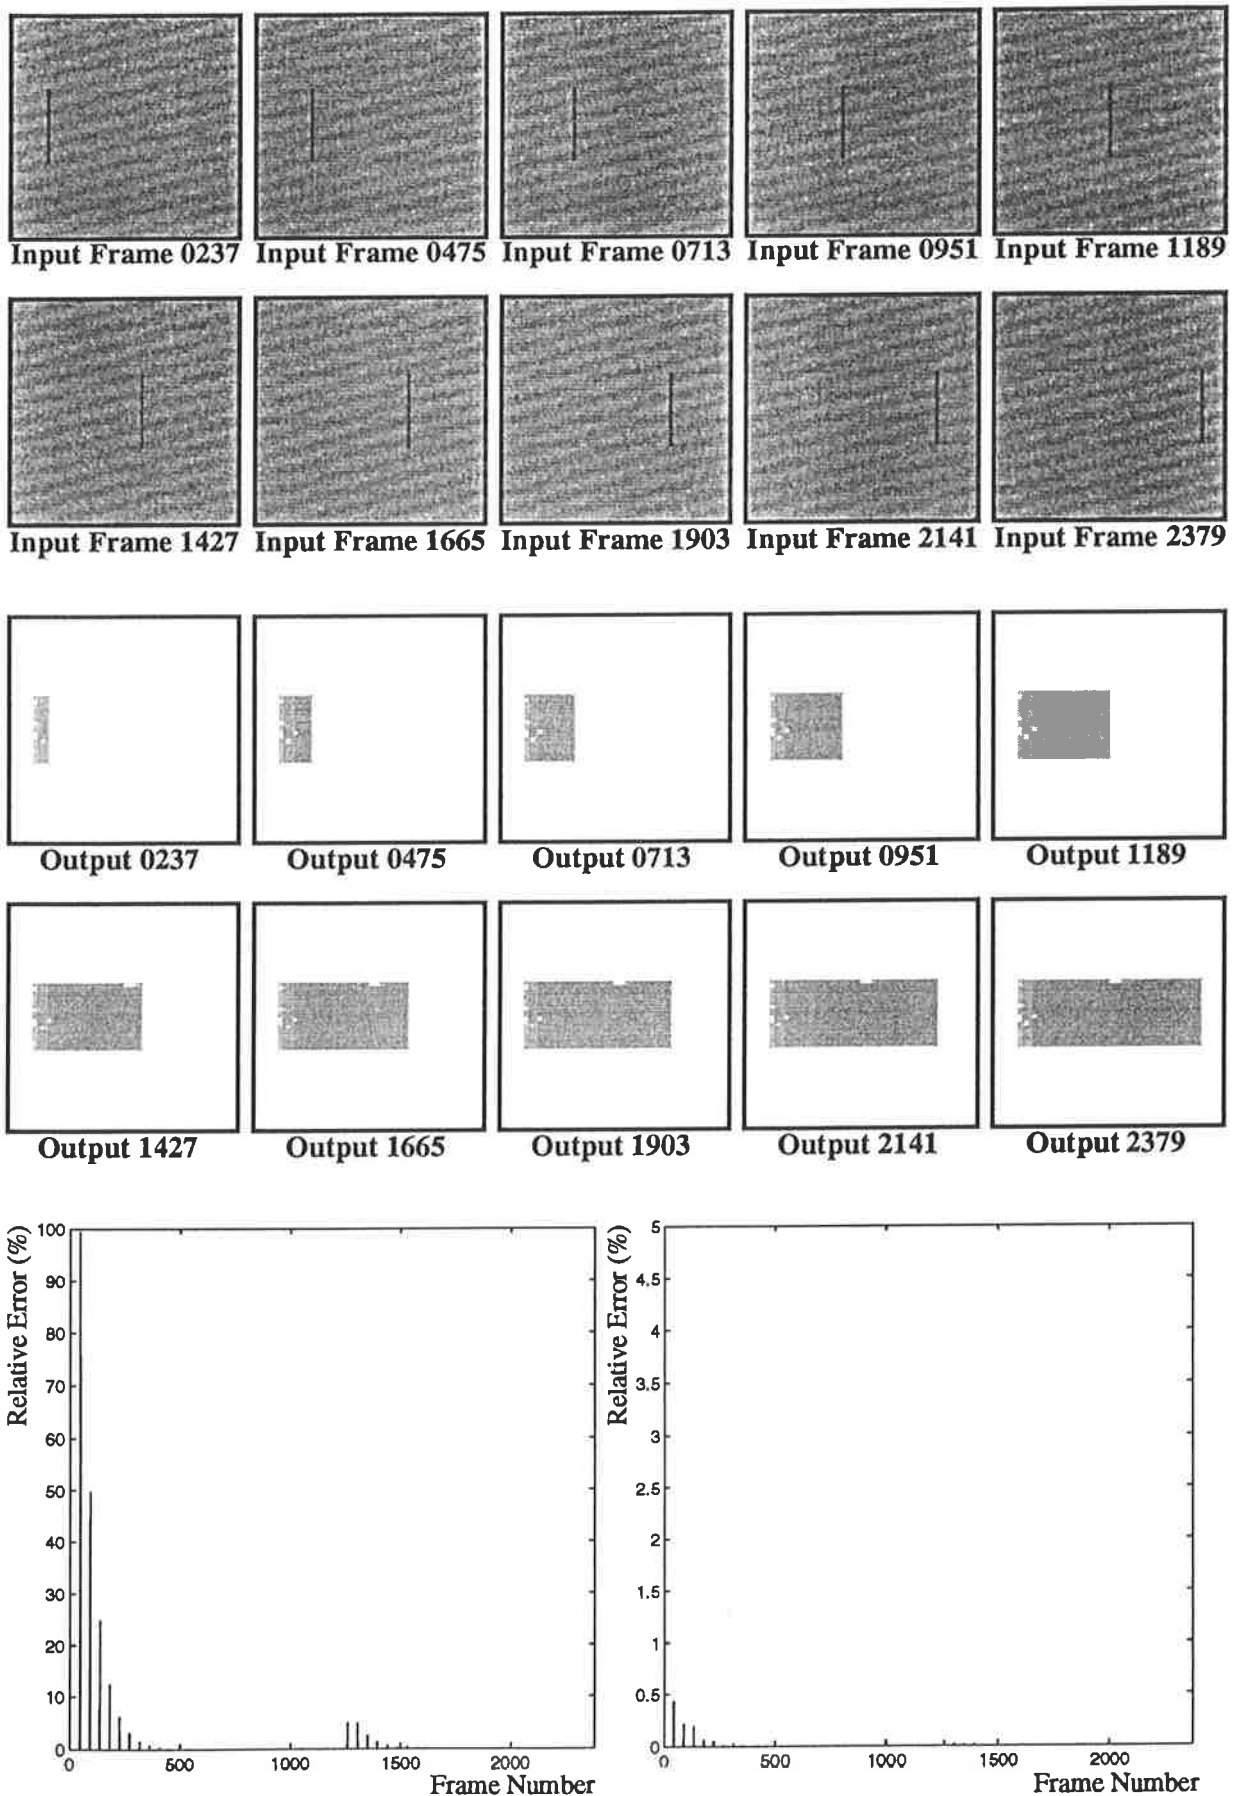 Input Frame 0237 Input Frame 0475 Input Frame 0713 Input Frame 0951 Input Frame 1189
Input Frame 1427 Input Frame 1665 Input Frame 1903 Input Frame 2141 Input Frame 2379
Output 0237 Output 0475 Output 0713 Output 0951 Output 1189
Output 1427 Output 1665 Output 1903 Output 2141 Output 2379
Relative Error (%)
100
90
80
70
60
50
40
30
20
10
0
0 500 1000 1500 2000
Frame Number
Relative Error (%)
5
4.5
4
3.5
3
2.5
2
1.5
1
0.5
0
0 500 1000 1500 2000
Frame Number